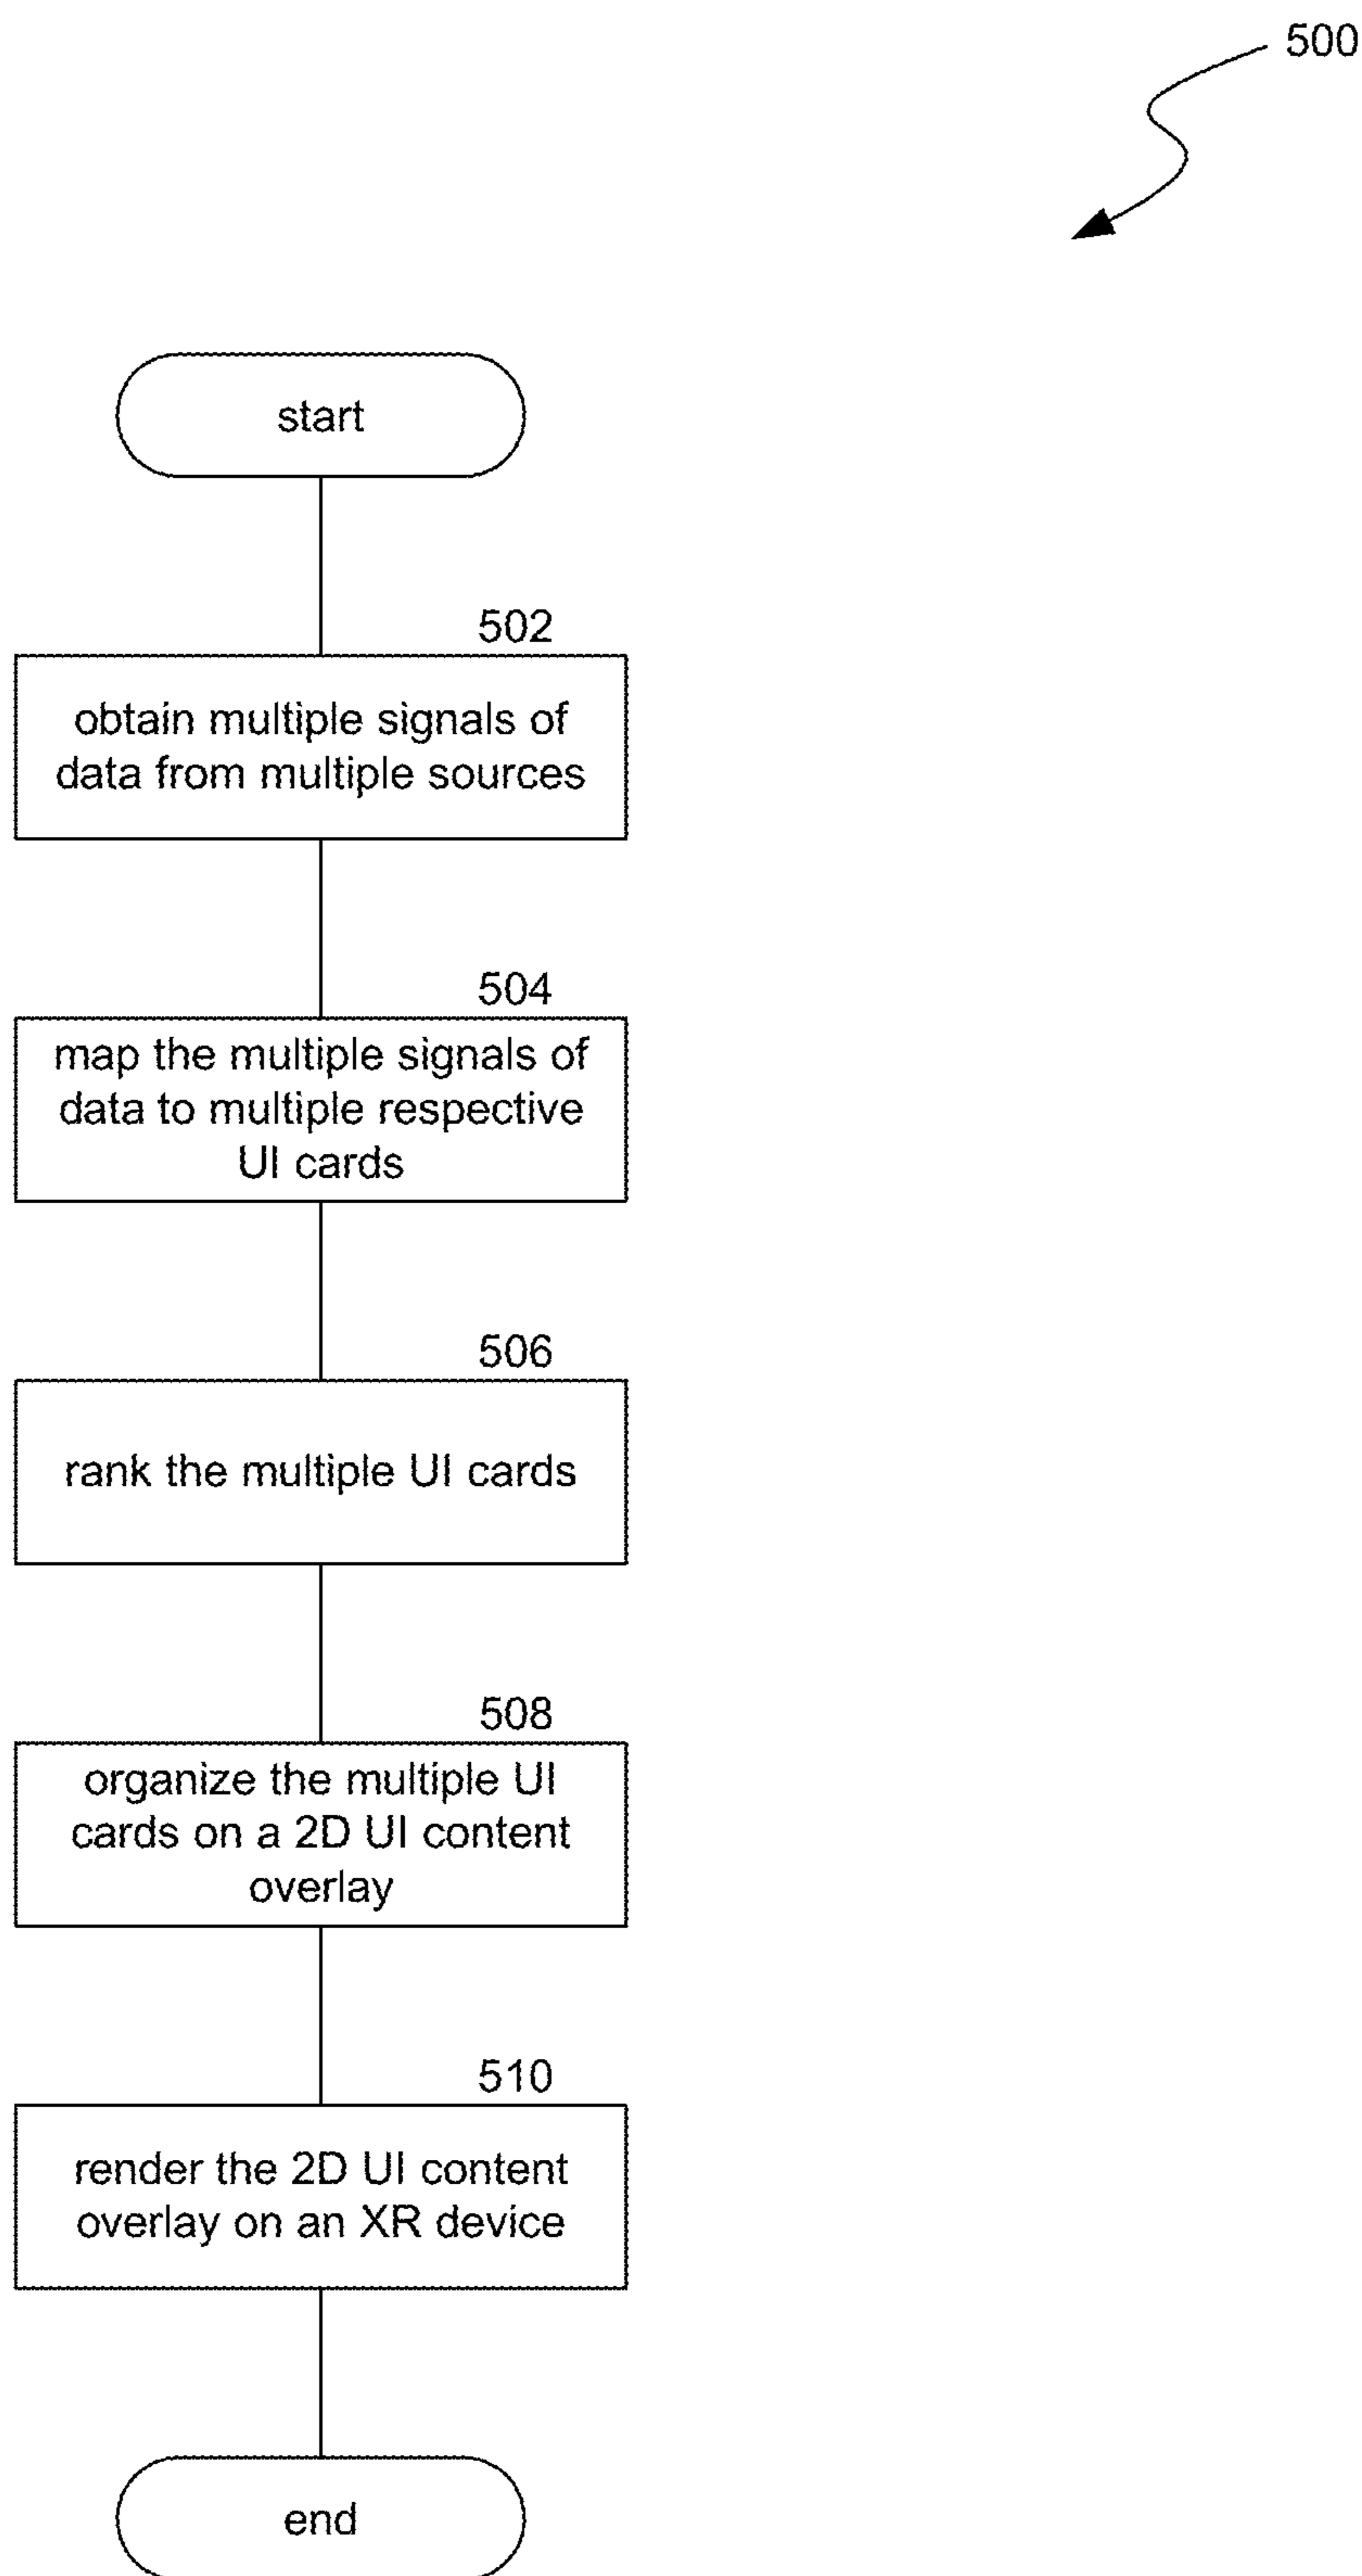 500
start
502
obtain multiple signals of
data from multiple sources
504
map the multiple signals of
data to multiple respective
UI cards
506
rank the multiple UI cards
508
organize the multiple UI
cards on a 2D UI content
overlay
510
render the 2D UI content
overlay on an XR device
end